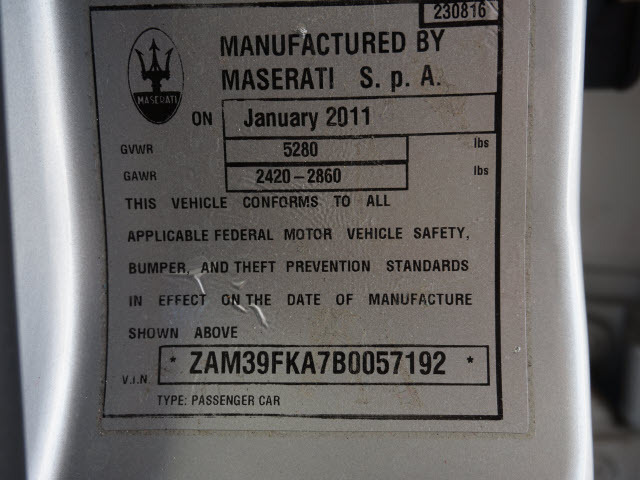 230816
MANUFACTURED BY
MASERATI S. p. A.
MASERATI
ON January 2011
GVWR 5280 lbs
GAWR 2420-2860 lbs
THIS VEHICLE CONFORMS TO ALL
APPLICABLE FEDERAL MOTOR VEHICLE SAFETY,
BUMPER, AND THEFT PREVENTION STANDARDS
IN EFFECT ON THE DATE OF MANUFACTURE
SHOWN ABOVE
V.I.N. * ZAM39FKA7B0057192 *
TYPE: PASSENGER CAR